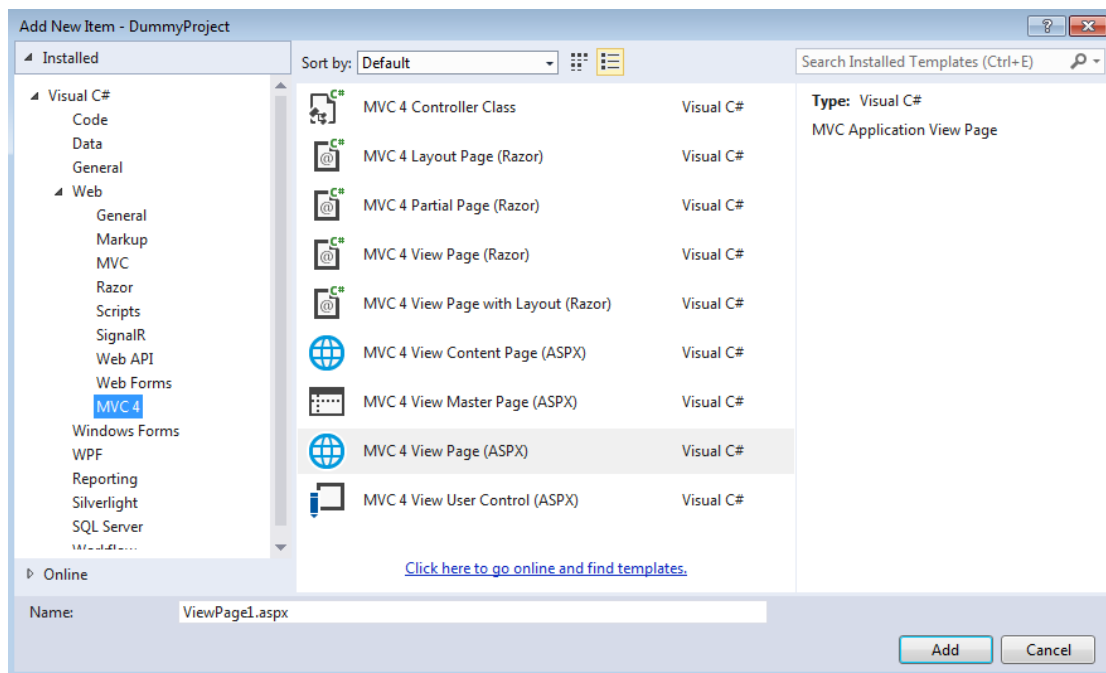 Add New Item - DummyProject
Installed
Sort by: Default
Search Installed Templates (Ctrl+E)
Visual C#
Code
Data
General
Web
General
Markup
MVC
Razor
Scripts
SignalR
Web API
Web Forms
MVC 4
Windows Forms
WPF
Reporting
Silverlight
SQL Server
Online
C# MVC 4 Controller Class Visual C#
C# @ MVC 4 Layout Page (Razor) Visual C#
C# @ MVC 4 Partial Page (Razor) Visual C#
C# @ MVC 4 View Page (Razor) Visual C#
C# @ MVC 4 View Page with Layout (Razor) Visual C#
MVC 4 View Content Page (ASPX) Visual C#
MVC 4 View Master Page (ASPX) Visual C#
MVC 4 View Page (ASPX) Visual C#
MVC 4 View User Control (ASPX) Visual C#
Click here to go online and find templates.
Type: Visual C#
MVC Application View Page
Name: ViewPage1.aspx
Add Cancel